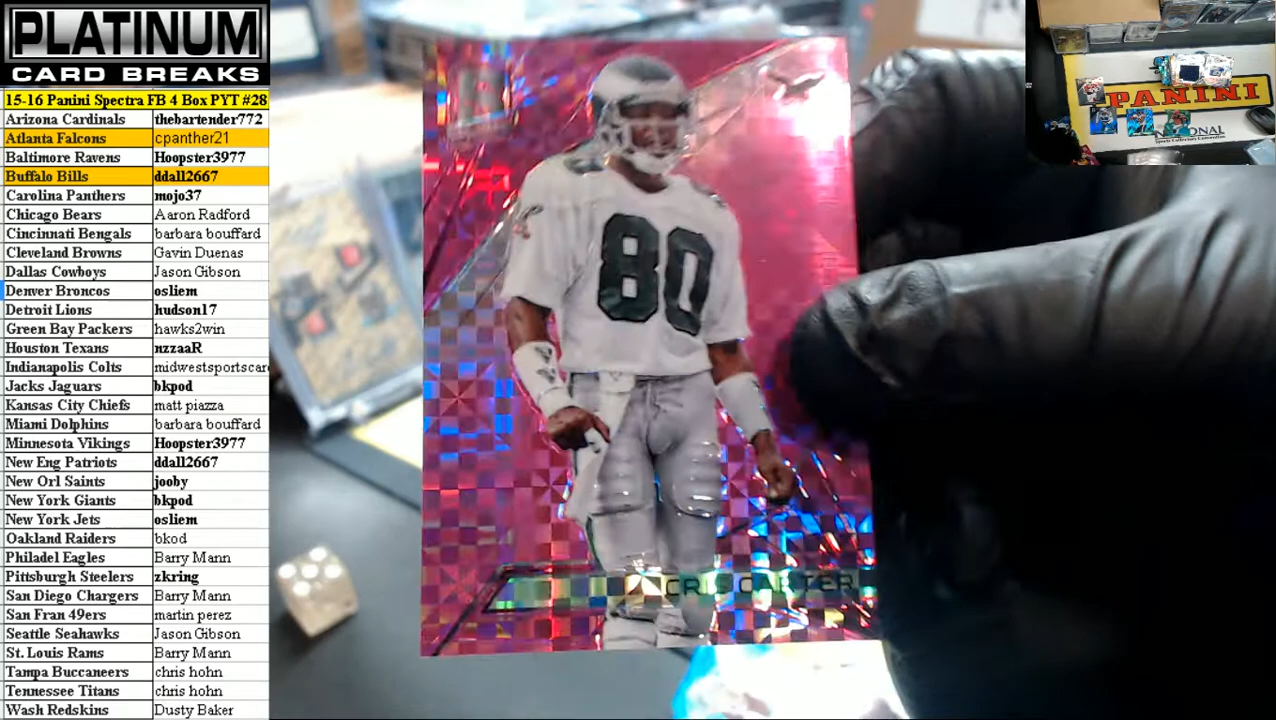 PLATINUM
CARD BREAKS
15-16 Panini Spectra FB 4 Box PYT #28
Arizona Cardinals thebartender772
Atlanta Falcons cpanther21
Baltimore Ravens Hoopster3977
Buffalo Bills ddall2667
Carolina Panthers mojo37
Chicago Bears Aaron Radford
Cincinnati Bengals barbara bouffard
Cleveland Browns Gavin Duenas
Dallas Cowboys Jason Gibson
Denver Broncos osliem
Detroit Lions hudson17
Green Bay Packers hawks2win
Houston Texans nzzaaR
Indianapolis Colts midwestsportscar
Jacks Jaguars bkpod
Kansas City Chiefs matt piazza
Miami Dolphins barbara bouffard
Minnesota Vikings Hoopster3977
New Eng Patriots ddall2667
New Orl Saints jooby
New York Giants bkpod
New York Jets osliem
Oakland Raiders bkod
Philadel Eagles Barry Mann
Pittsburgh Steelers zkring
San Diego Chargers Barry Mann
San Fran 49ers martin perez
Seattle Seahawks Jason Gibson
St. Louis Rams Barry Mann
Tampa Buccaneers chris hohn
Tennessee Titans chris hohn
Wash Redskins Dusty Baker
80
CRIS CARTER
PANINI
NATIONAL